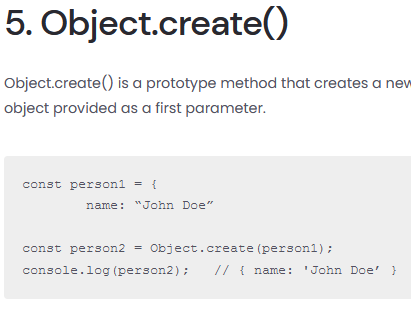 5. Object.create()
Object.create() is a prototype method that creates a new
object provided as a first parameter.
const person1 = {
name: “John Doe”
const person2 = Object.create(person1);
console.log(person2);   // { name: 'John Doe’ }